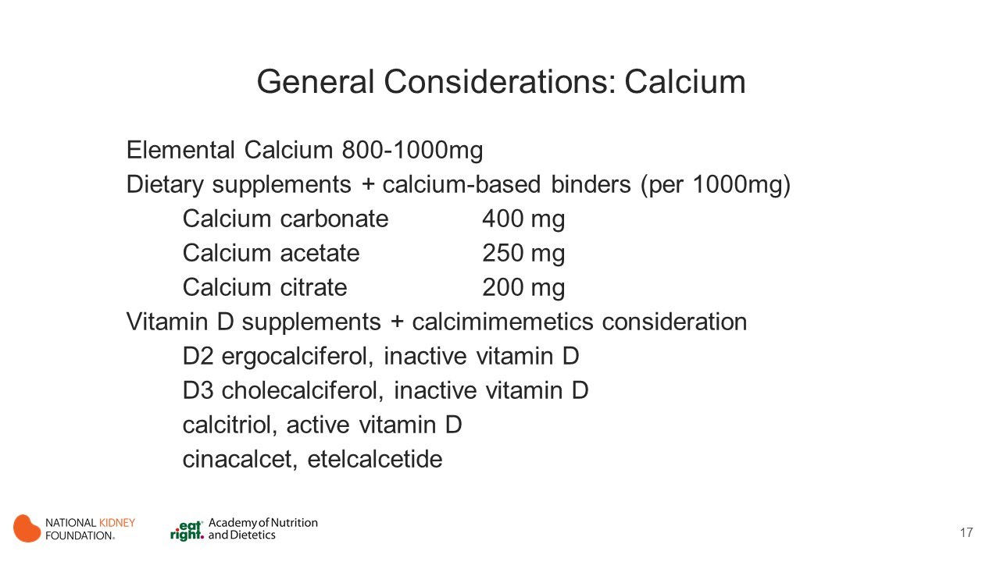 General Considerations: Calcium
Elemental Calcium 800-1000mg
Dietary supplements + calcium-based binders (per 1000mg)
Calcium carbonate 400 mg
Calcium acetate 250 mg
Calcium citrate 200 mg
Vitamin D supplements + calcimimemetics consideration
D2 ergocalciferol, inactive vitamin D
D3 cholecalciferol, inactive vitamin D
calcitriol, active vitamin D
cinacalcet, etelcalcetide
NATIONAL KIDNEY
FOUNDATION®
eat
right.
Academy of Nutrition
and Dietetics
17